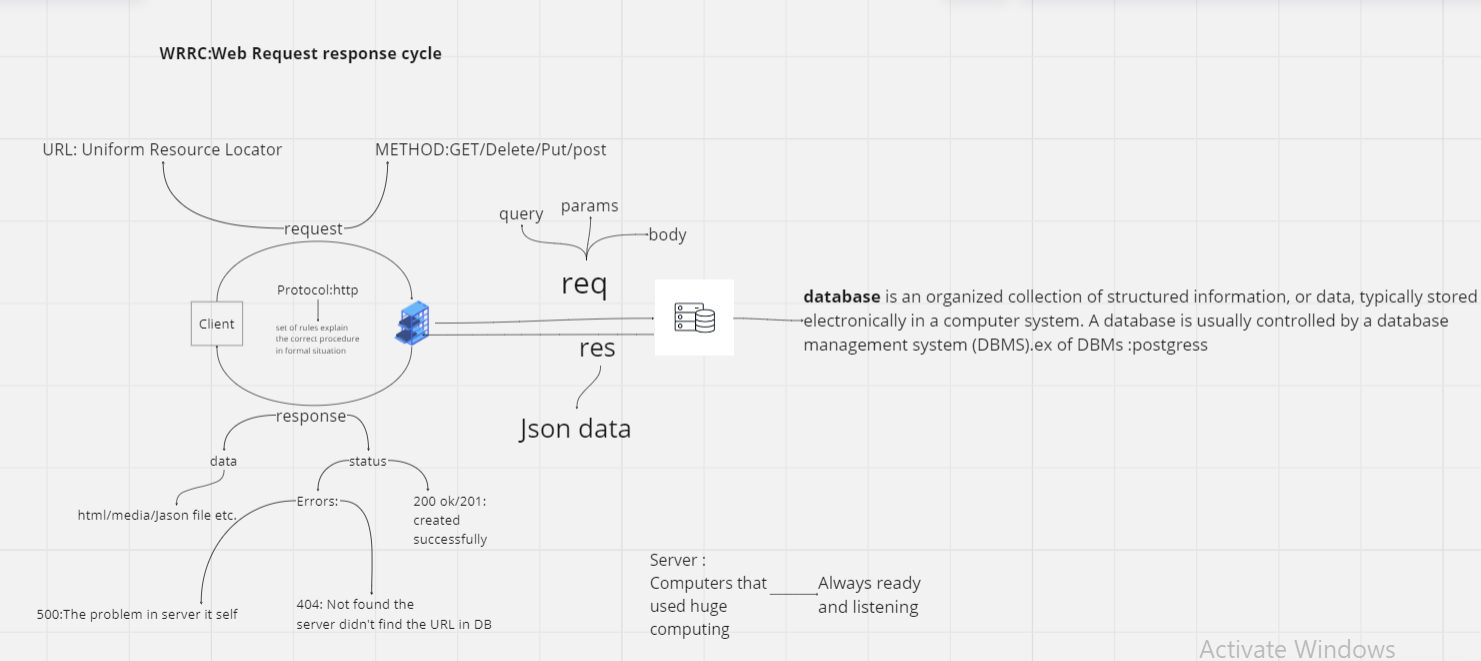 WRRC:Web Request response cycle
URL: Uniform Resource Locator
METHOD:GET/Delete/Put/post
request
query
params
body
req
Client
Protocol:http
set of rules explain
the correct procedure
in formal situation
res
Json data
database is an organized collection of structured information, or data, typically stored
electronically in a computer system. A database is usually controlled by a database
management system (DBMS).ex of DBMs :postgress
response
data
status
html/media/Jason file etc.
Errors:
200 ok/201:
created
successfully
500:The problem in server it self
404: Not found the
server didn't find the URL in DB
Server :
Computers that
used huge
computing
Always ready
and listening
Activate Windows